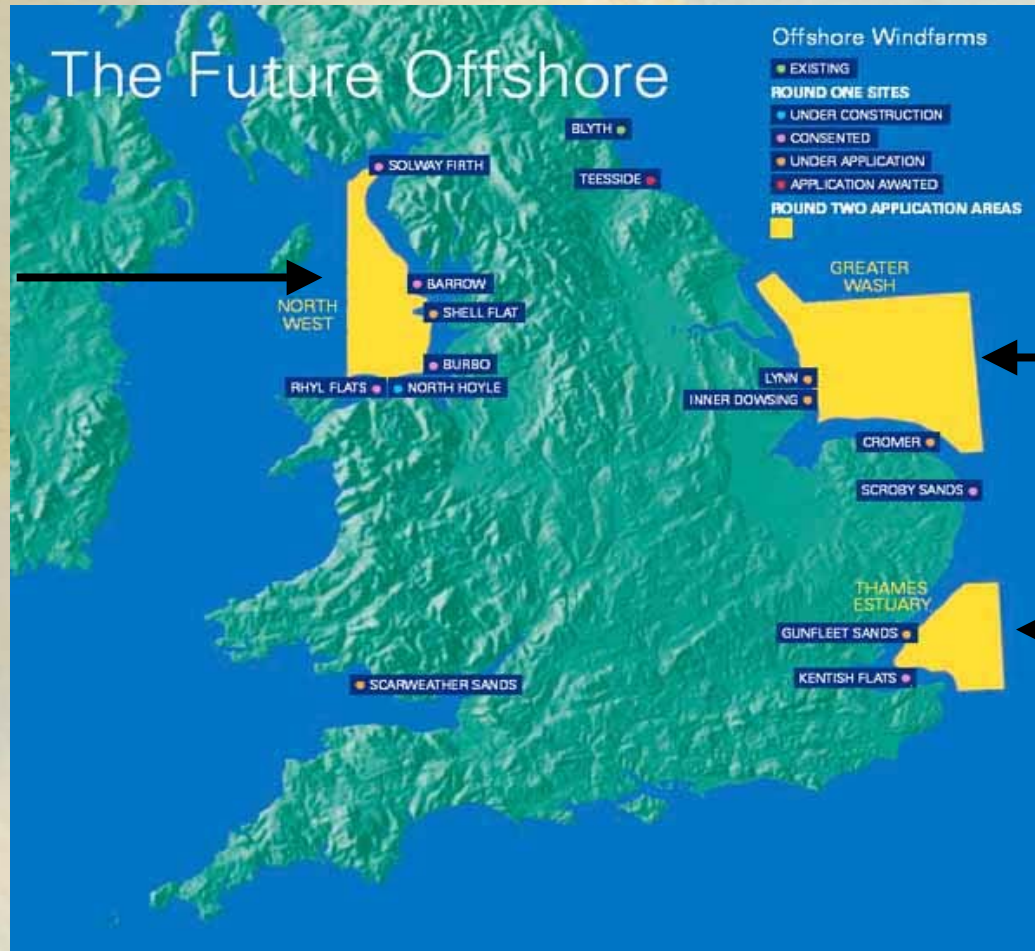 The Future Offshore
Offshore Windfarms
EXISTING
ROUND ONE SITES
UNDER CONSTRUCTION
CONSENTED
UNDER APPLICATION
APPLICATION AWAITED
ROUND TWO APPLICATION AREAS
BLYTH
SOLWAY FIRTH
TEESSIDE
GREATER
WASH
BARROW
NORTH
WEST
SHELL FLAT
BURBO
RHYL FLATS
NORTH HOYLE
LYNN
INNER DOWSING
CROMER
SCROBY SANDS
THAMES
ESTUARY
GUNFLEET SANDS
KENTISH FLATS
SCARWEATHER SANDS